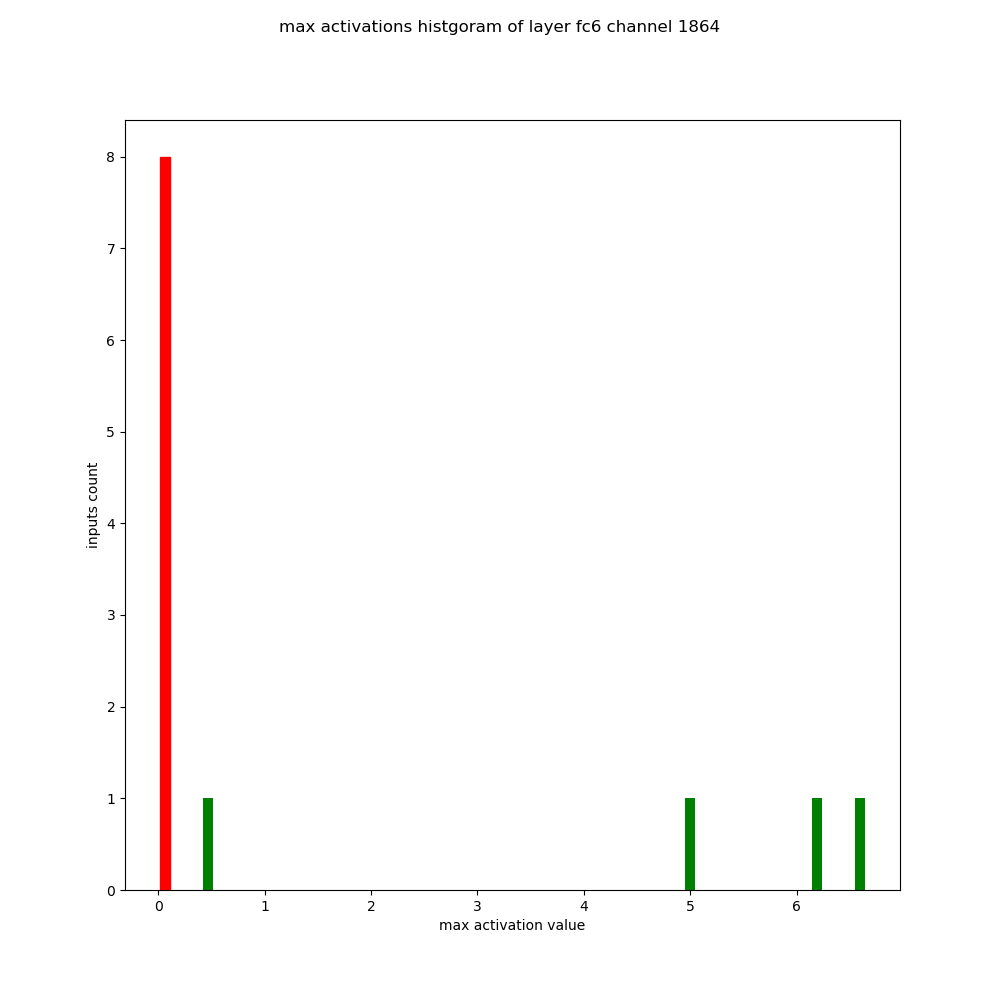 max activations histgoram of layer fc6 channel 1864
8
7
6
5
4
3
2
1
0
inputs count
0 1 2 3 4 5 6
max activation value